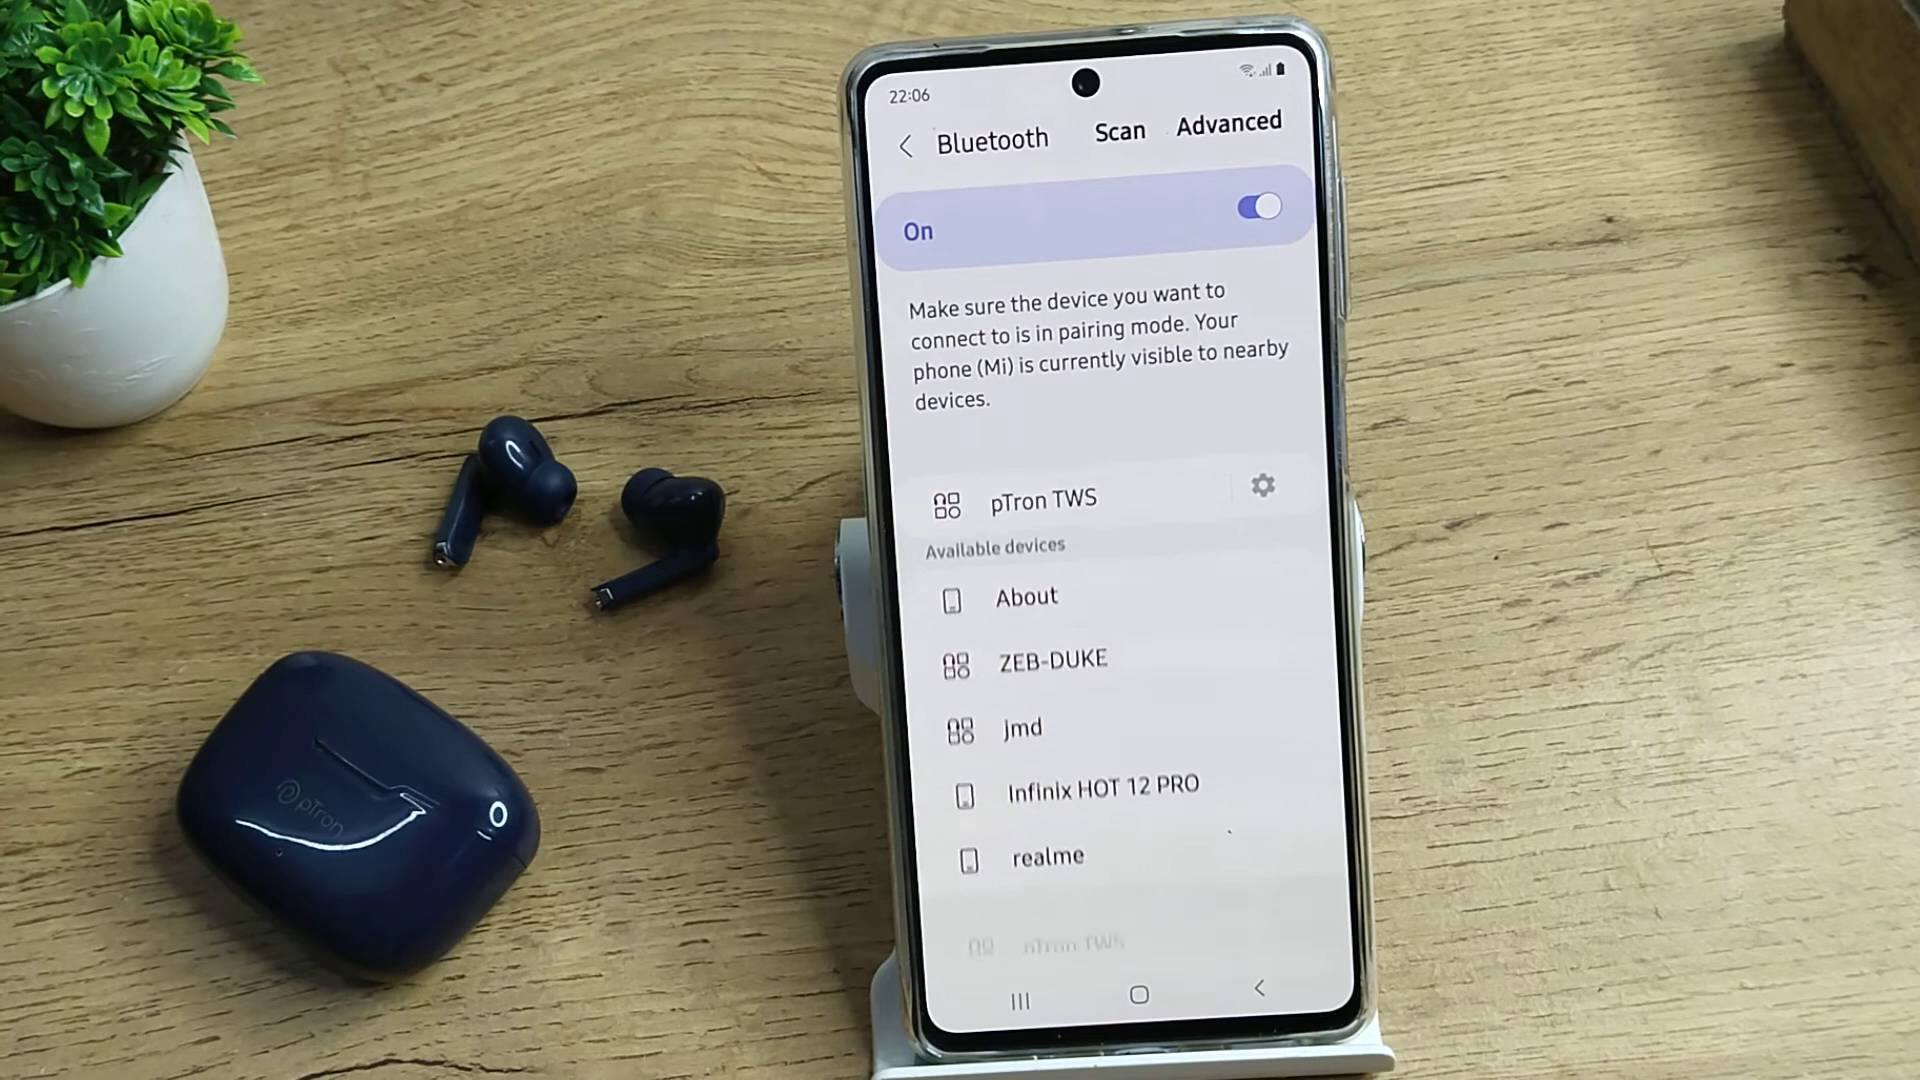 22:06
Bluetooth Scan Advanced
On
Make sure the device you want to
connect to is in pairing mode. Your
phone (Mi) is currently visible to nearby
devices.
pTron TWS
Available devices
About
ZEB-DUKE
jmd
Infinix HOT 12 PRO
realme
pTron TWS
pTron